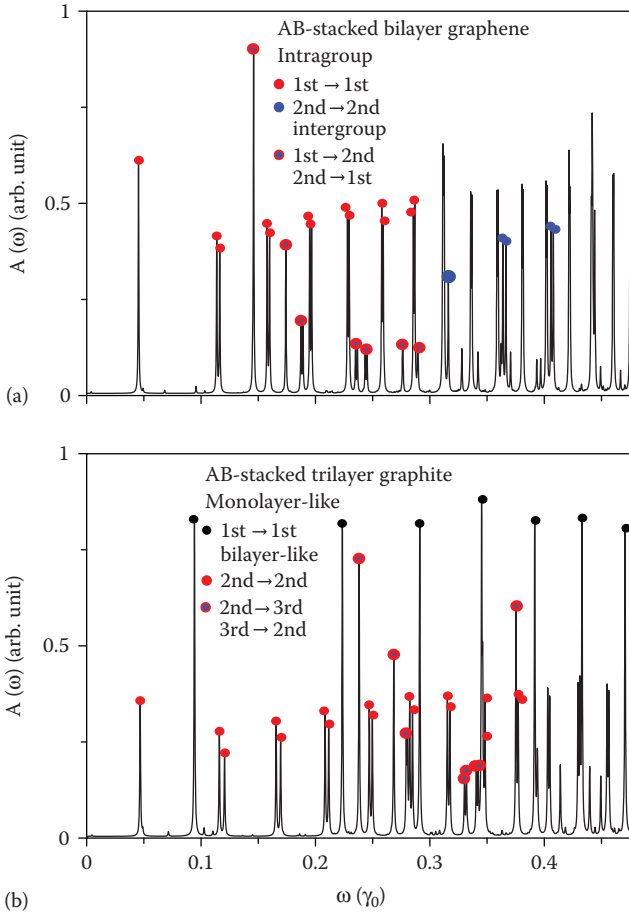 1
AB-stacked bilayer graphene
Intragroup
1st → 1st
2nd → 2nd
intergroup
1st → 2nd
2nd → 1st
A (ω) (arb. unit)
0.5
0
(a)
1
AB-stacked trilayer graphite
Monolayer-like
1st → 1st
bilayer-like
2nd → 2nd
2nd → 3rd
3rd → 2nd
A (ω) (arb. unit)
0.5
0
0 0.1 0.2 0.3 0.4
(b)
ω (γ₀)